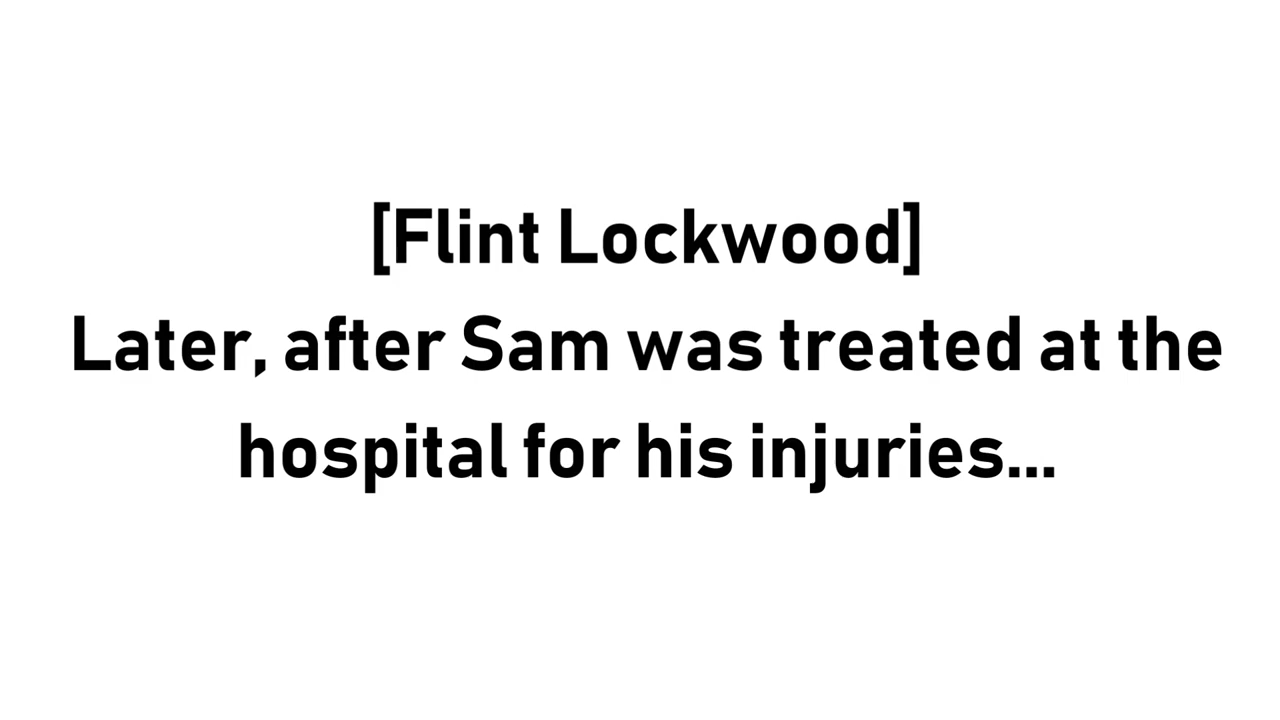 [Flint Lockwood]
Later, after Sam was treated at the
hospital for his injuries...